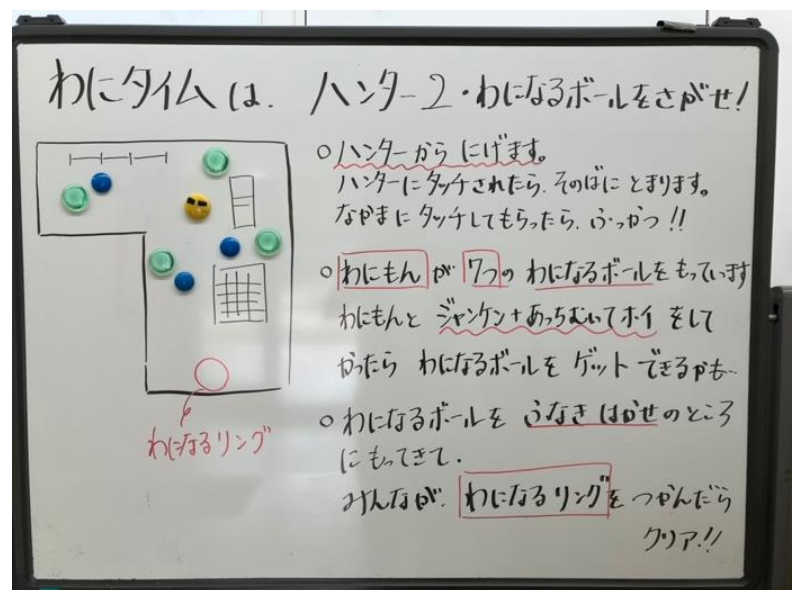 わにタイムは、ハンター2・わになるボールをさがせ!
○ハンターから にげます。
ハンターにタッチされたら、そのばに とまります。
なかまに タッチしてもらったら、ふっかつ!!
○わにもんが 7つの わになるボールをもっています
わにもんと ジャンケン+あっちむいてホイ をして
かったら わになるボールを ゲット できるかも…
○わになるボールを ふなき はかせのところ
にもってきて、
みんなが、わになるリングを つかんだら
クリア!!
わになるリング